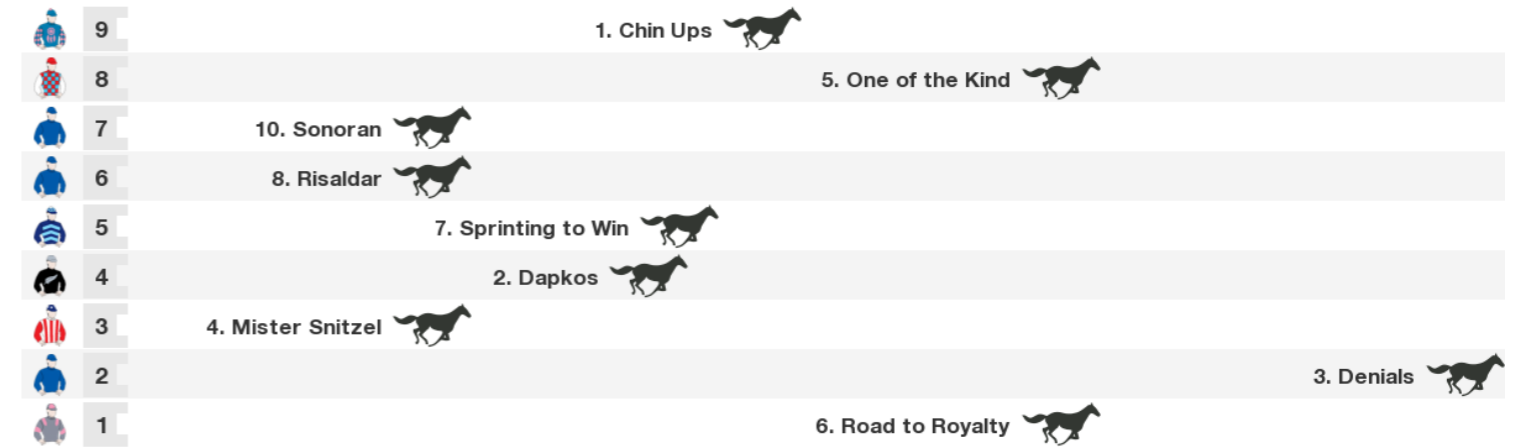 9 1. Chin Ups
8 5. One of the Kind
7 10. Sonoran
6 8. Risaldar
5 7. Sprinting to Win
4 2. Dapkos
3 4. Mister Snitzel
2 3. Denials
1 6. Road to Royalty